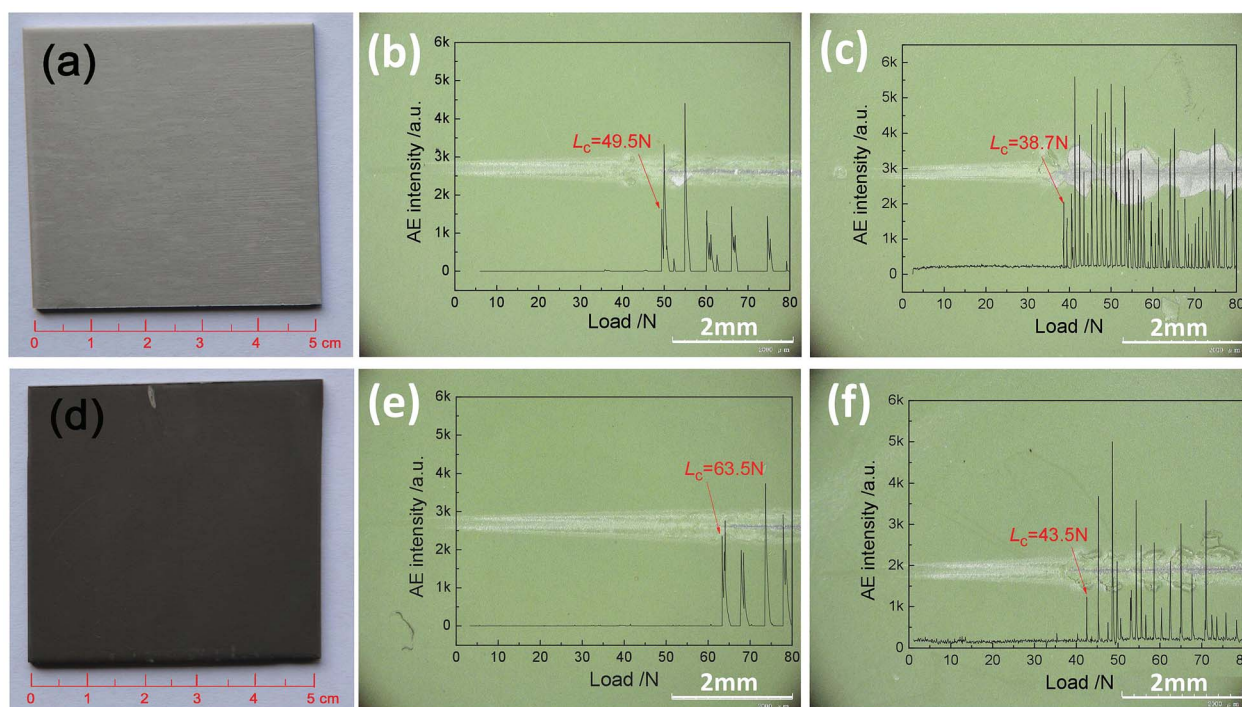 (a)
0 1 2 3 4 5 cm
(b)
6k
5k
4k
3k
2k
1k
0
AE intensity /a.u.
Lc=49.5N
0 10 20 30 40 50 60 70 80
Load /N
2mm
(c)
6k
5k
4k
3k
2k
1k
0
AE intensity /a.u.
Lc=38.7N
0 10 20 30 40 50 60 70 80
Load /N
2mm
(d)
0 1 2 3 4 5 cm
(e)
6k
5k
4k
3k
2k
1k
0
AE intensity /a.u.
Lc=63.5N
0 10 20 30 40 50 60 70 80
Load /N
2mm
(f)
6k
5k
4k
3k
2k
1k
0
AE intensity /a.u.
Lc=43.5N
0 10 20 30 40 50 60 70 80
Load /N
2mm